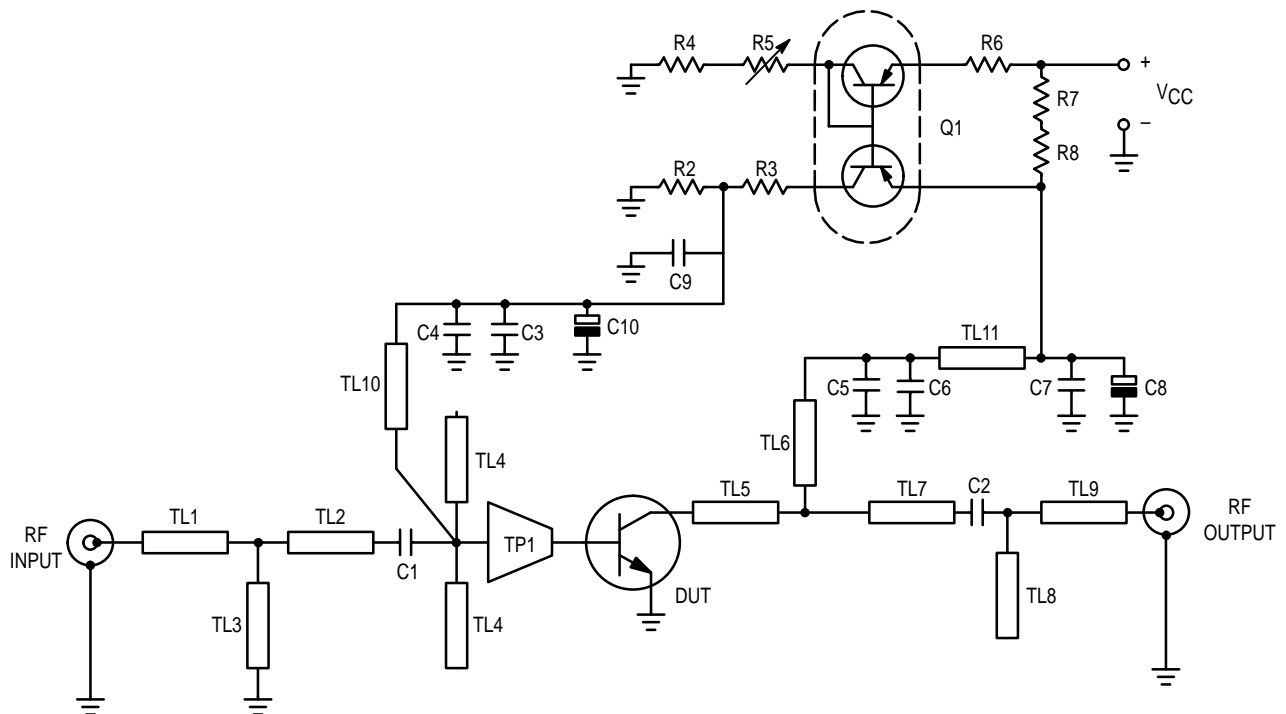 R4
R5
R6
+
VCC
R7
–
Q1
R8
R2
R3
C9
C4
C3
C10
TL11
TL10
C5
C6
C7
C8
TL4
TL6
TL5
TL7
C2
TL9
RF
OUTPUT
RF
INPUT
TL1
TL2
C1
TP1
DUT
TL8
TL3
TL4